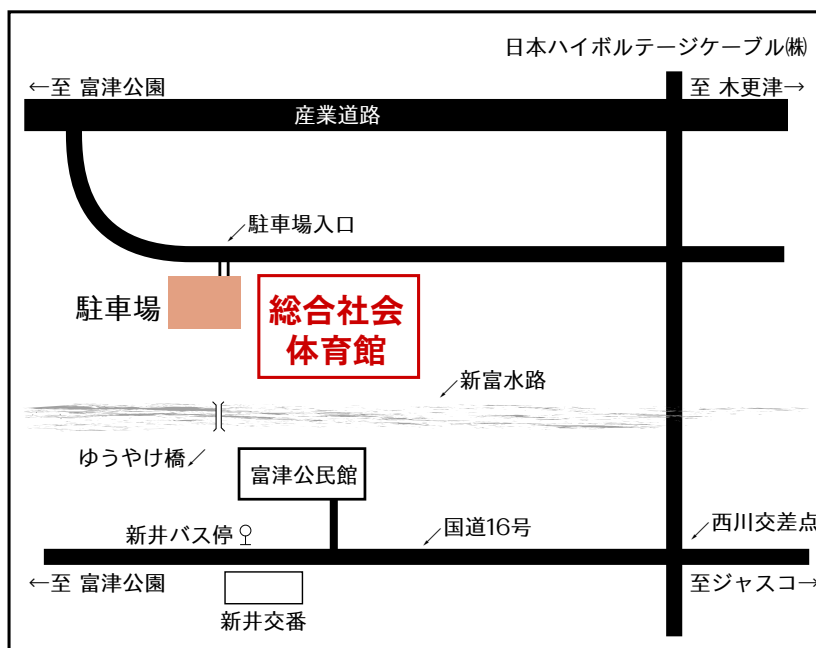 日本ハイボルテージケーブル㈱
←至 富津公園
至 木更津→
産業道路
駐車場入口
駐車場
総合社会
体育館
新富水路
ゆうやけ橋
富津公民館
新井バス停
国道16号
西川交差点
←至 富津公園
至ジャスコ→
新井交番